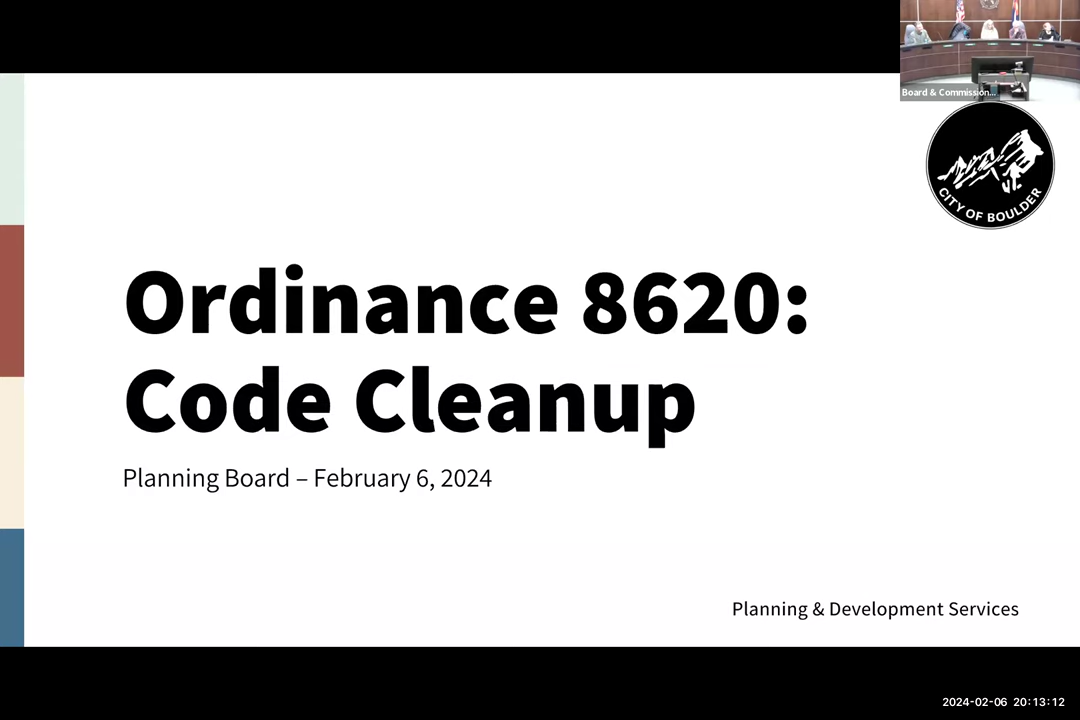 Board & Commission...
CITY OF BOULDER
Ordinance 8620:
Code Cleanup
Planning Board – February 6, 2024
Planning & Development Services
2024-02-06 20:13:12